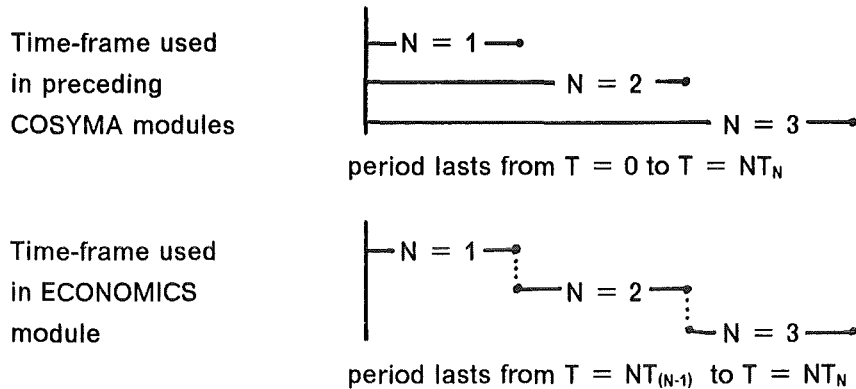 Time-frame used
in preceding
COSYMA modules
N = 1
N = 2
N = 3
period lasts from T = 0 to T = NT_N
Time-frame used
in ECONOMICS
module
N = 1
N = 2
N = 3
period lasts from T = NT_(N-1) to T = NT_N